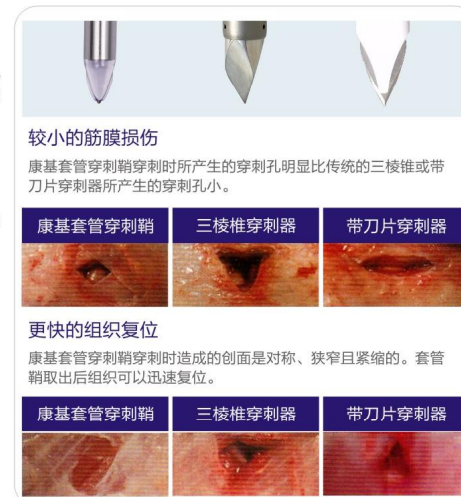 较小的筋膜损伤
康基套管穿刺鞘穿刺时所产生的穿刺孔明显比传统的三棱锥或带
刀片穿刺器所产生的穿刺孔小。
康基套管穿刺鞘 三棱椎穿刺器 带刀片穿刺器
更快的组织复位
康基套管穿刺鞘穿刺时造成的创面是对称、狭窄且紧缩的。套管
鞘取出后组织可以迅速复位。
康基套管穿刺鞘 三棱椎穿刺器 带刀片穿刺器